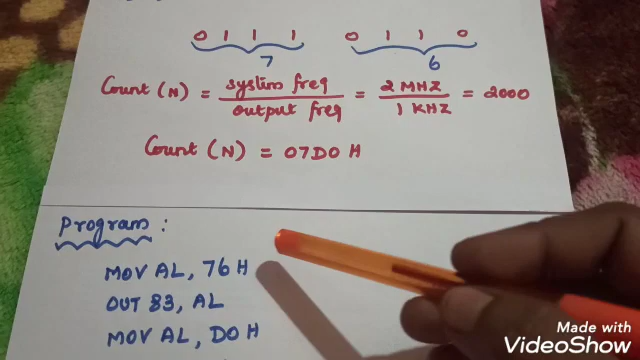 0 1 1 1 0 1 1 0
7 6
Count (N) = systim freq / output freq = 2 MHZ / 1 KHZ = 2000
Count (N) = 07D0 H
Program :
MOV AL, 76 H
OUT 83, AL
MOV AL, D0 H
Made with
VideoShow